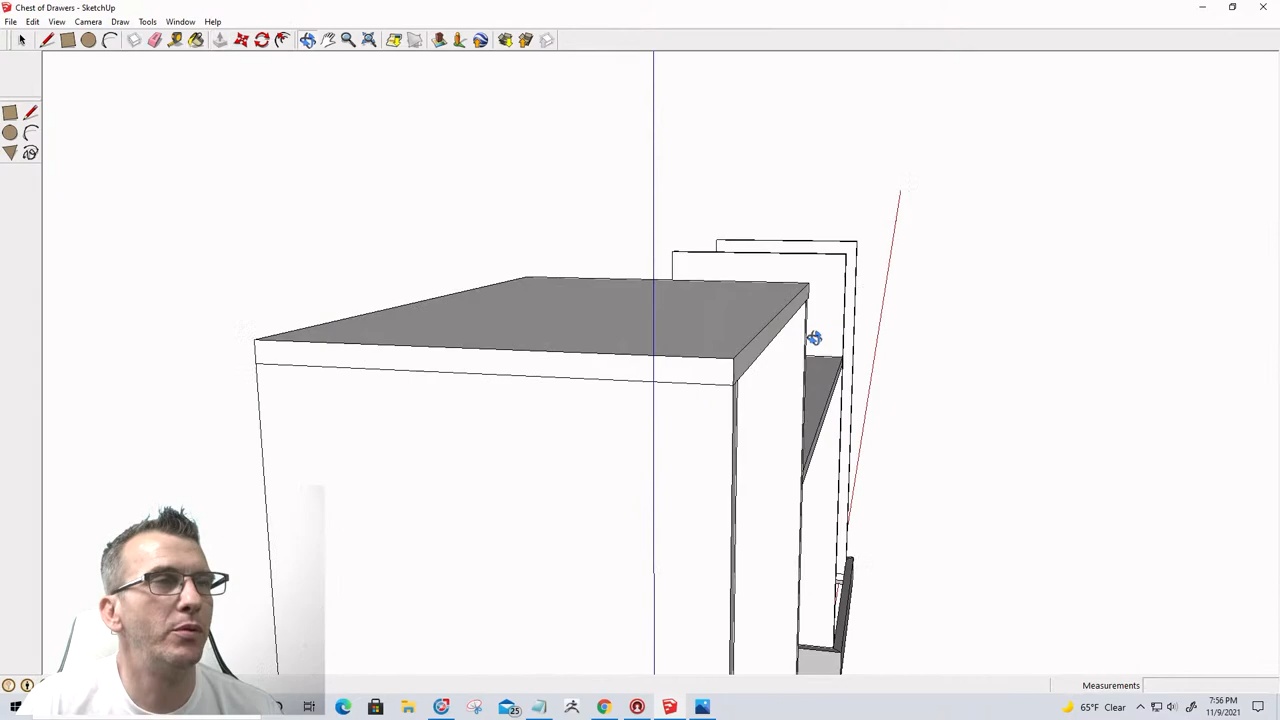 Chest of Drawers - SketchUp
File Edit View Camera Draw Tools Window Help
Measurements
25
65°F Clear
7:56 PM
11/9/2021